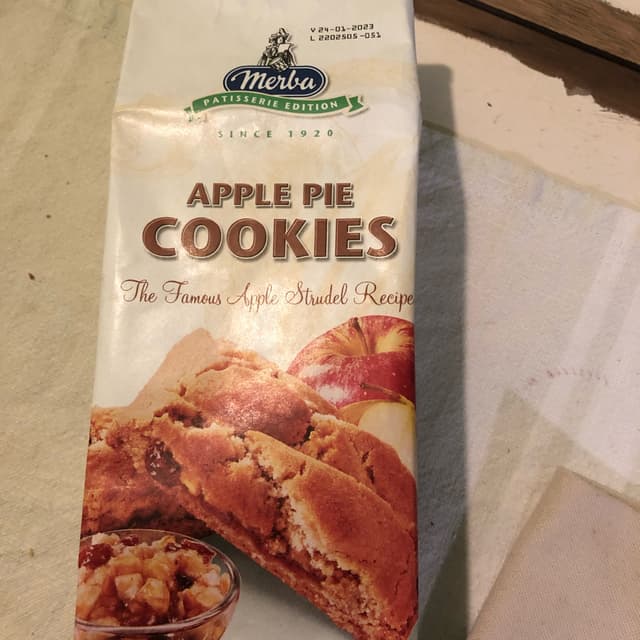 V 24-01-2023
L 2202505-051
Merba
PATISSERIE EDITION
SINCE 1920
APPLE PIE
COOKIES
The Famous Apple Strudel Recipe